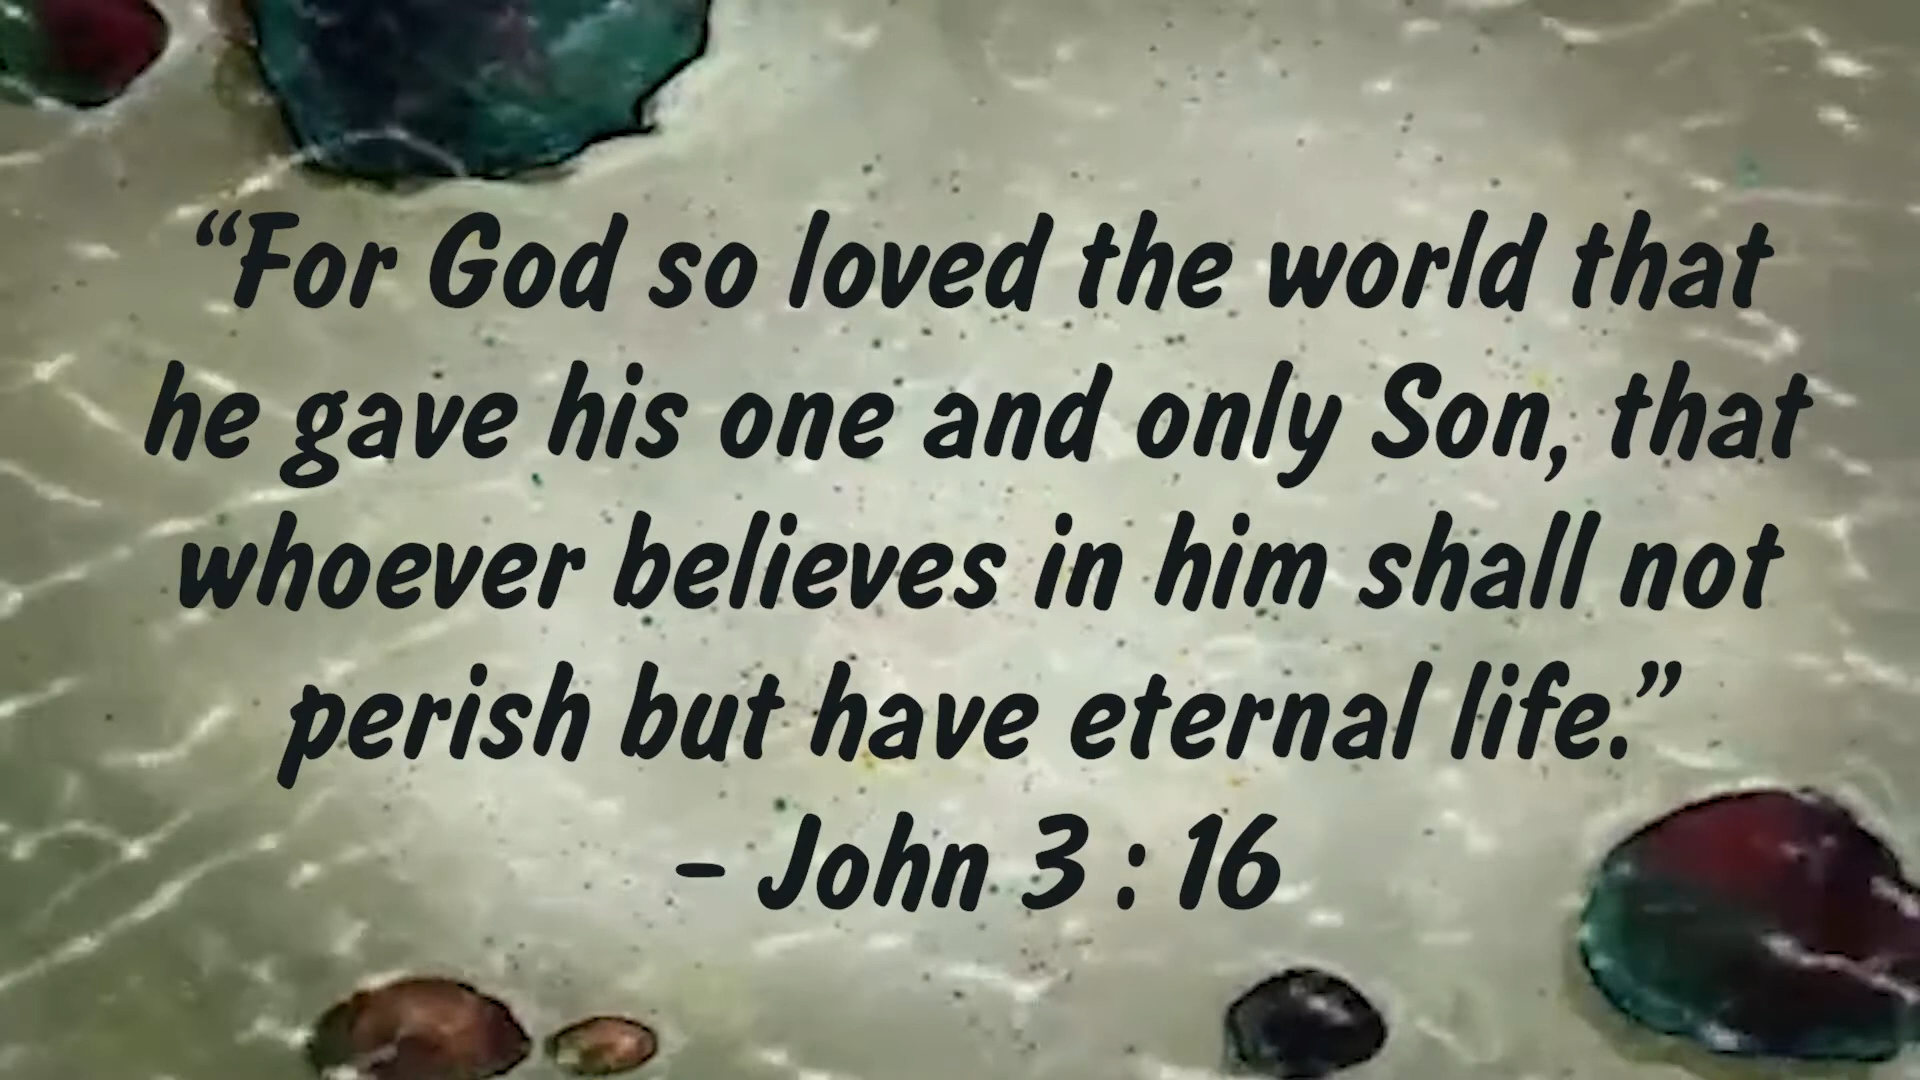 “For God so loved the world that
he gave his one and only Son, that
whoever believes in him shall not
perish but have eternal life.”
- John 3 : 16